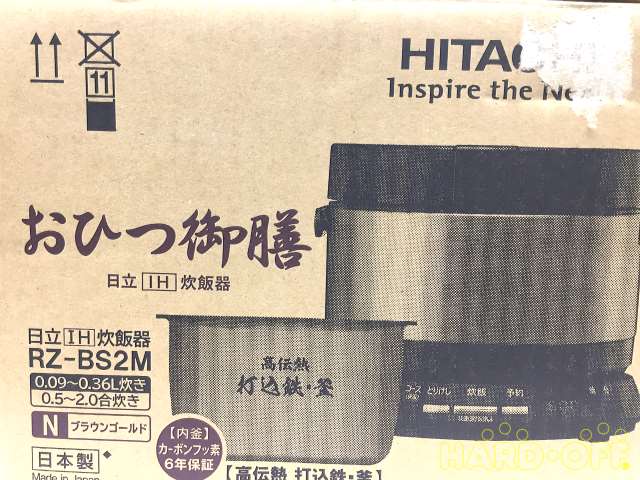 HITACHI
Inspire the Ne
11
おひつ御膳
日立 IH 炊飯器
日立 IH 炊飯器
RZ-BS2M
0.09~0.36L炊き
0.5~2.0合炊き
N ブラウンゴールド
日本製◆
Made in Japan
高伝熱
打込鉄・釜
コース
とりけし
炊飯
予約
【内釜】
カーボンフッ素
6年保証
【高伝熱 打込鉄・釜】
HARD-OFF